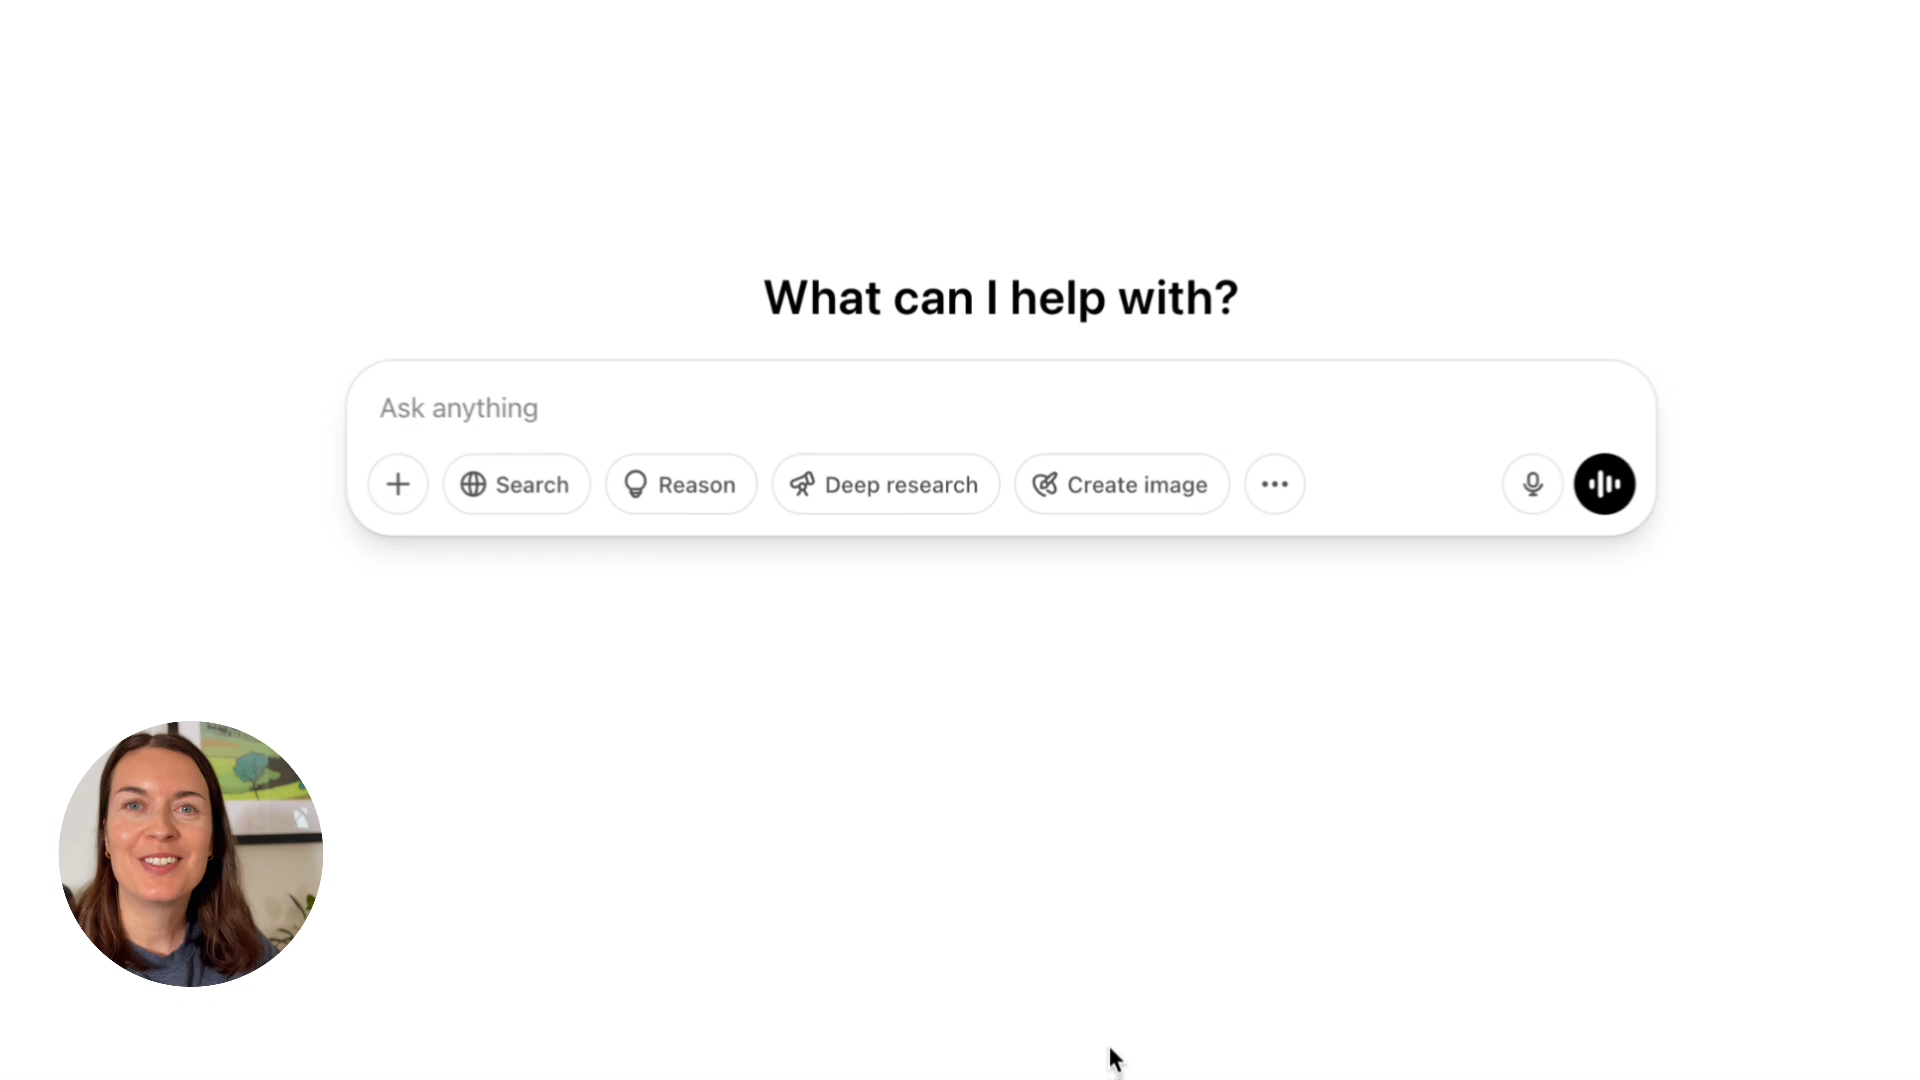 What can I help with?
Ask anything
Search Reason Deep research Create image